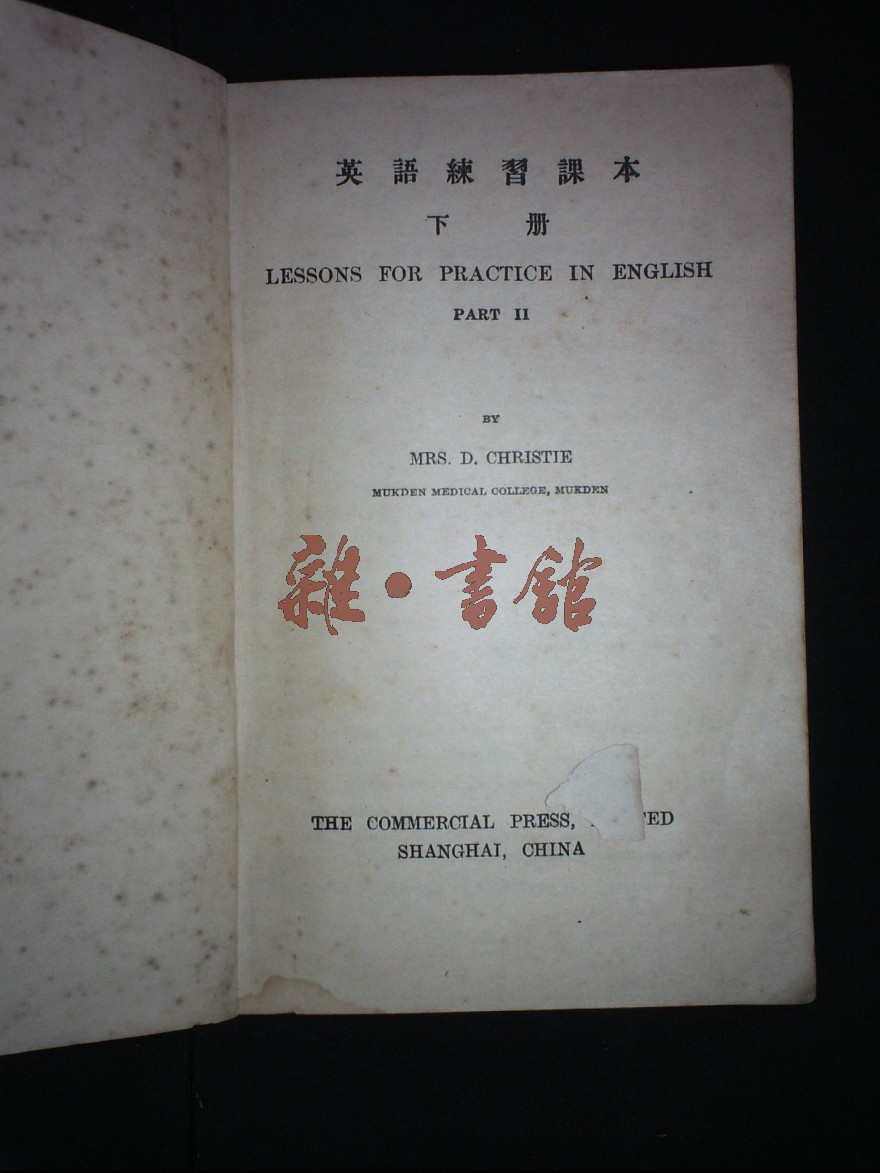 英語練習課本
下册
LESSONS FOR PRACTICE IN ENGLISH
PART II
BY
MRS. D. CHRISTIE
MUKDEN MEDICAL COLLEGE, MUKDEN
雜·書館
THE COMMERCIAL PRESS,
SHANGHAI, CHINA